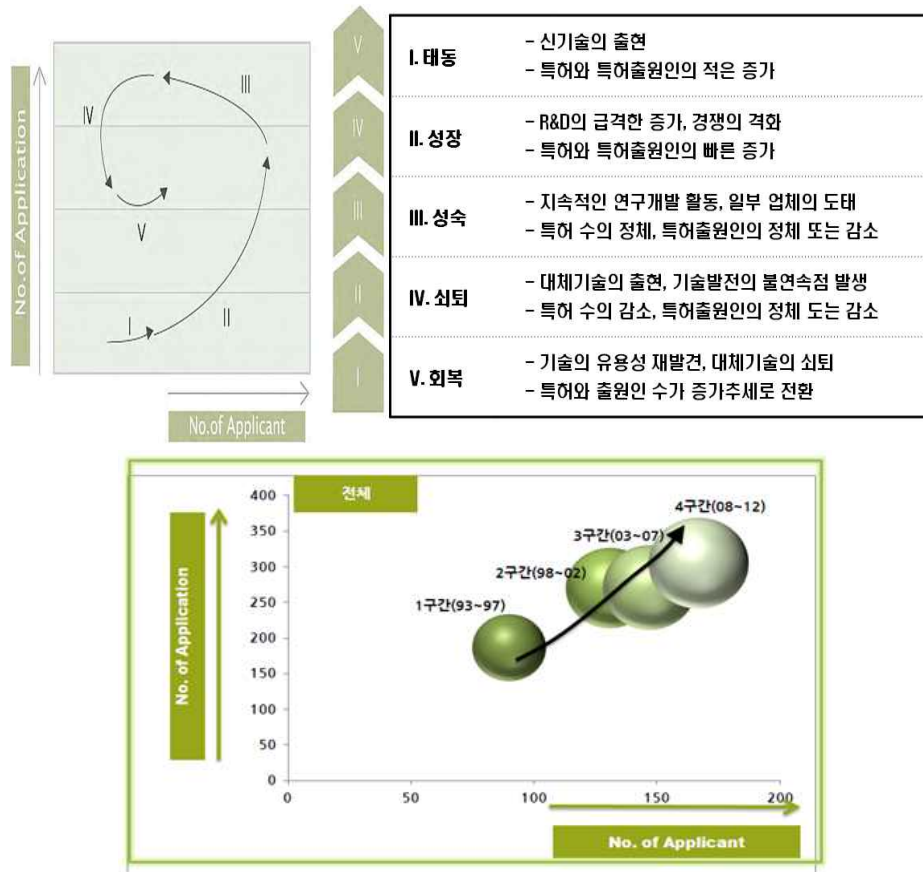 No.of Application
No.of Applicant
I
II
III
IV
V
V
IV
III
II
I
I. 태동
- 신기술의 출현
- 특허와 특허출원인의 적은 증가
II. 성장
- R&D의 급격한 증가, 경쟁의 격화
- 특허와 특허출원인의 빠른 증가
III. 성숙
- 지속적인 연구개발 활동, 일부 업체의 도태
- 특허 수의 정체, 특허출원인의 정체 또는 감소
IV. 쇠퇴
- 대체기술의 출현, 기술발전의 불연속점 발생
- 특허 수의 감소, 특허출원인의 정체 도는 감소
V. 회복
- 기술의 유용성 재발견, 대체기술의 쇠퇴
- 특허와 출원인 수가 증가추세로 전환
전체
No. of Application
400
350
300
250
200
150
100
50
0
1구간(93~97)
2구간(98~02)
3구간(03~07)
4구간(08~12)
0
50
100
150
200
No. of Applicant